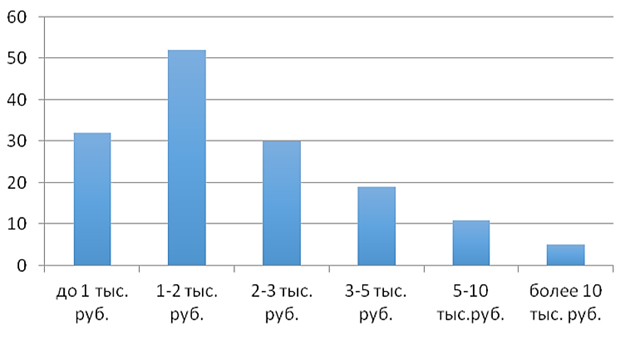 60
50
40
30
20
10
0
до 1 тыс. руб.
1-2 тыс. руб.
2-3 тыс. руб.
3-5 тыс. руб.
5-10 тыс.руб.
более 10 тыс. руб.